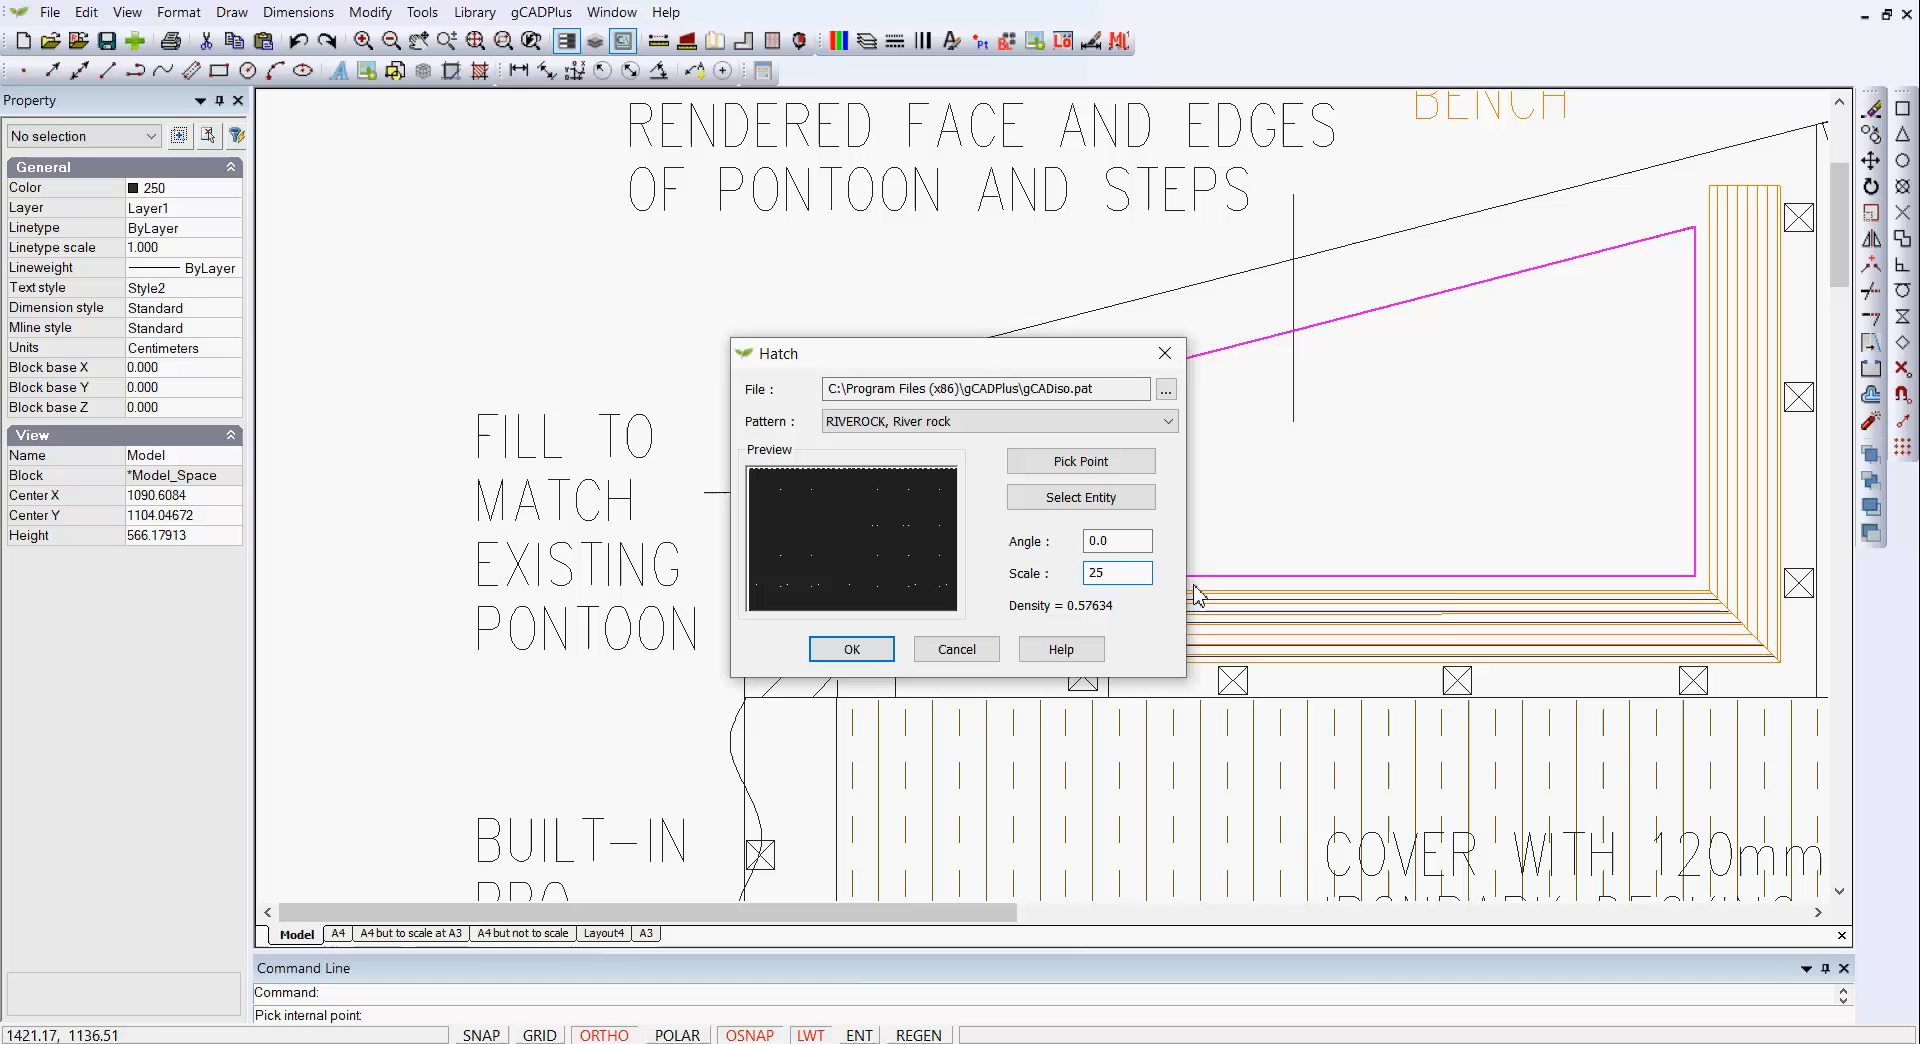 File Edit View Format Draw Dimensions Modify Tools Library gCADPlus Window Help
Property
No selection
General
Color 250
Layer Layer1
Linetype ByLayer
Linetype scale 1.000
Lineweight ByLayer
Text style Style2
Dimension style Standard
Mline style Standard
Units Centimeters
Block base X 0.000
Block base Y 0.000
Block base Z 0.000
View
Name Model
Block *Model_Space
Center X 1090.6084
Center Y 1104.04672
Height 566.17913
RENDERED FACE AND EDGES
OF PONTOON AND STEPS
BENCH
FILL TO
MATCH
EXISTING
PONTOON
BUILT-IN
COVER WITH 120mm
Hatch
File : C:\Program Files (x86)\gCADPlus\gCADiso.pat ...
Pattern : RIVEROCK, River rock
Preview
Pick Point
Select Entity
Angle : 0.0
Scale : 25
Density = 0.57634
OK Cancel Help
Model A4 A4 but to scale at A3 A4 but not to scale Layout4 A3
Command Line
Command:
Pick internal point:
1421.17, 1136.51 SNAP GRID ORTHO POLAR OSNAP LWT ENT REGEN